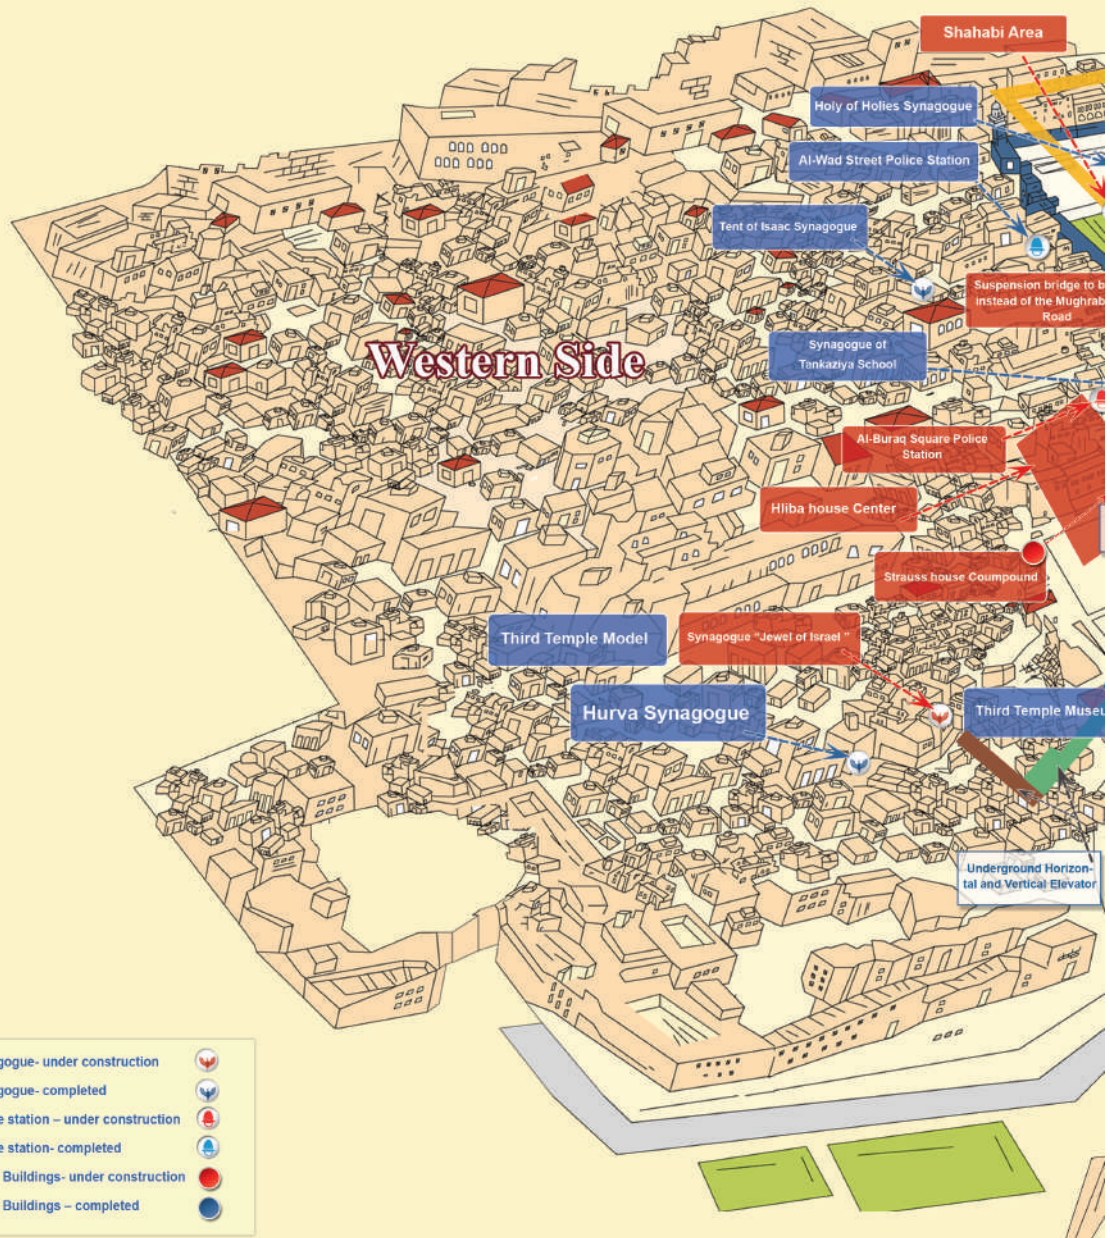 Shahabi Area
Holy of Holies Synagogue
Al-Wad Street Police Station
Tent of Isaac Synagogue
Suspension bridge to b
instead of the Mughrab
Road
Synagogue of
Tankaziya School
Western Side
Al-Buraq Square Police
Station
Hliba house Center
Strauss house Coumpound
Third Temple Model
Synagogue "Jewel of Israel "
Hurva Synagogue
Third Temple Museu
Underground Horizon-
tal and Vertical Elevator
gogue- under construction
gogue- completed
e station – under construction
e station- completed
Buildings- under construction
Buildings – completed